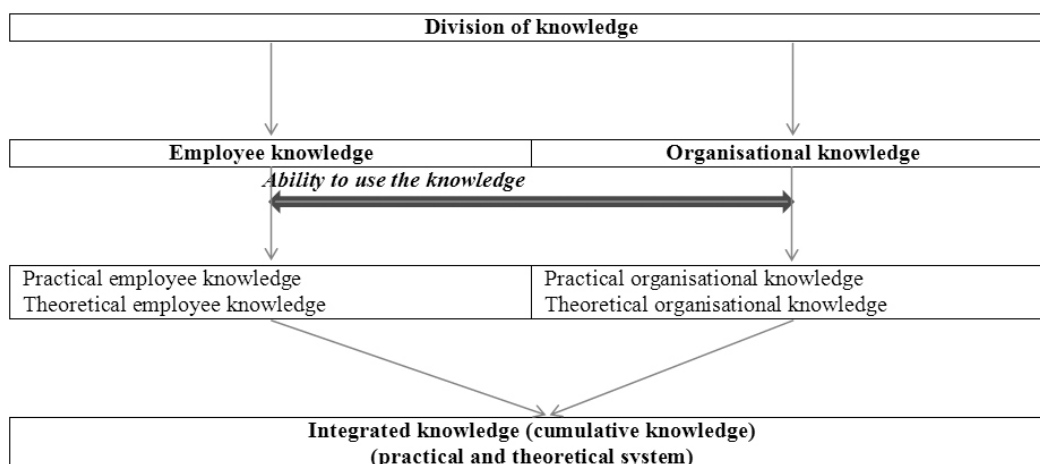 Division of knowledge
Employee knowledge
Organisational knowledge
Ability to use the knowledge
Practical employee knowledge
Theoretical employee knowledge
Practical organisational knowledge
Theoretical organisational knowledge
Integrated knowledge (cumulative knowledge)
(practical and theoretical system)